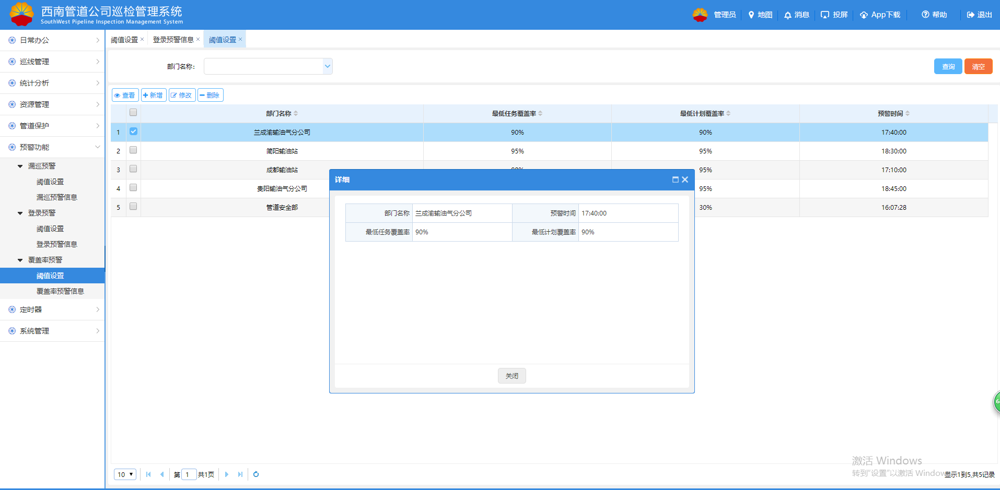 西南管道公司巡检管理系统
SouthWest Pipeline Inspection Management System
管理员 地图 消息 投屏 App下载 帮助 退出
日常办公
巡线管理
统计分析
资源管理
管道保护
预警功能
漏巡预警
阈值设置
漏巡预警信息
登录预警
阈值设置
登录预警信息
覆盖率预警
阈值设置
覆盖率预警信息
定时器
系统管理
阈值设置 × 登录预警信息 × 阈值设置 ×
部门名称: 查询 清空
查看 新增 修改 删除
部门名称 最低任务覆盖率 最低计划覆盖率 预警时间
1 兰成渝输油气分公司 90% 90% 17:40:00
2 简阳输油站 95% 95% 18:30:00
3 成都输油站 95% 17:10:00
4 贵阳输油气分公司 95% 18:45:00
5 管道安全部 30% 16:07:28
详细
部门名称 兰成渝输油气分公司 预警时间 17:40:00
最低任务覆盖率 90% 最低计划覆盖率 90%
关闭
10 第 1 共1页
激活 Windows
转到“设置”以激活 Window
显示1到5,共5记录